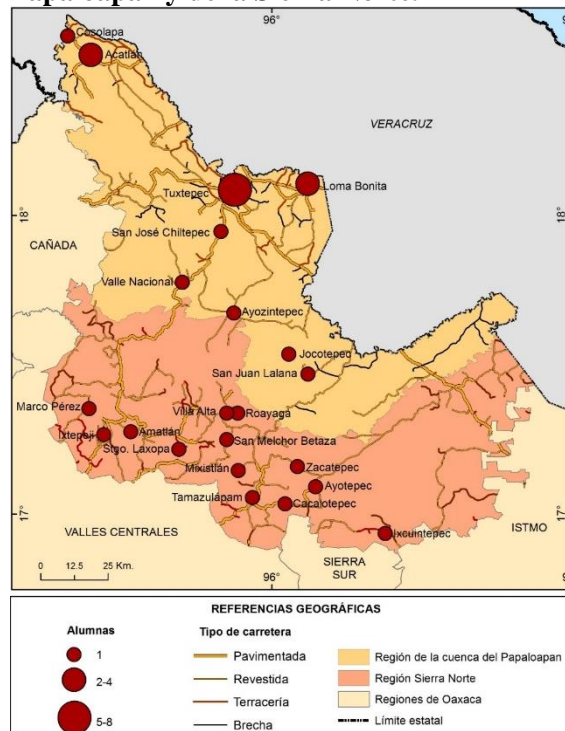 Papaloapan y de la Sierra Norte.
Cosolapa
Acatlán
VERACRUZ
Tuxtepec
Loma Bonita
18°
18°
CAÑADA
San José Chiltepec
Valle Nacional
Ayozintepec
Jocotepec
San Juan Lalana
Marco Pérez
Villa Alta
Roayaga
Ixtepeji
Amatlán
San Melchor Betaza
Stgo. Laxopa
Mixistlán
Zacatepec
Ayotepec
Tamazulápam
Cacalotepec
17°
17°
VALLES CENTRALES
Ixcuintepec
ISTMO
SIERRA
SUR
0 12.5 25 Km.
96°
96°
REFERENCIAS GEOGRÁFICAS
Alumnas
1
2-4
5-8
Tipo de carretera
Pavimentada
Revestida
Terracería
Brecha
Región de la cuenca del Papaloapan
Región Sierra Norte
Regiones de Oaxaca
Límite estatal